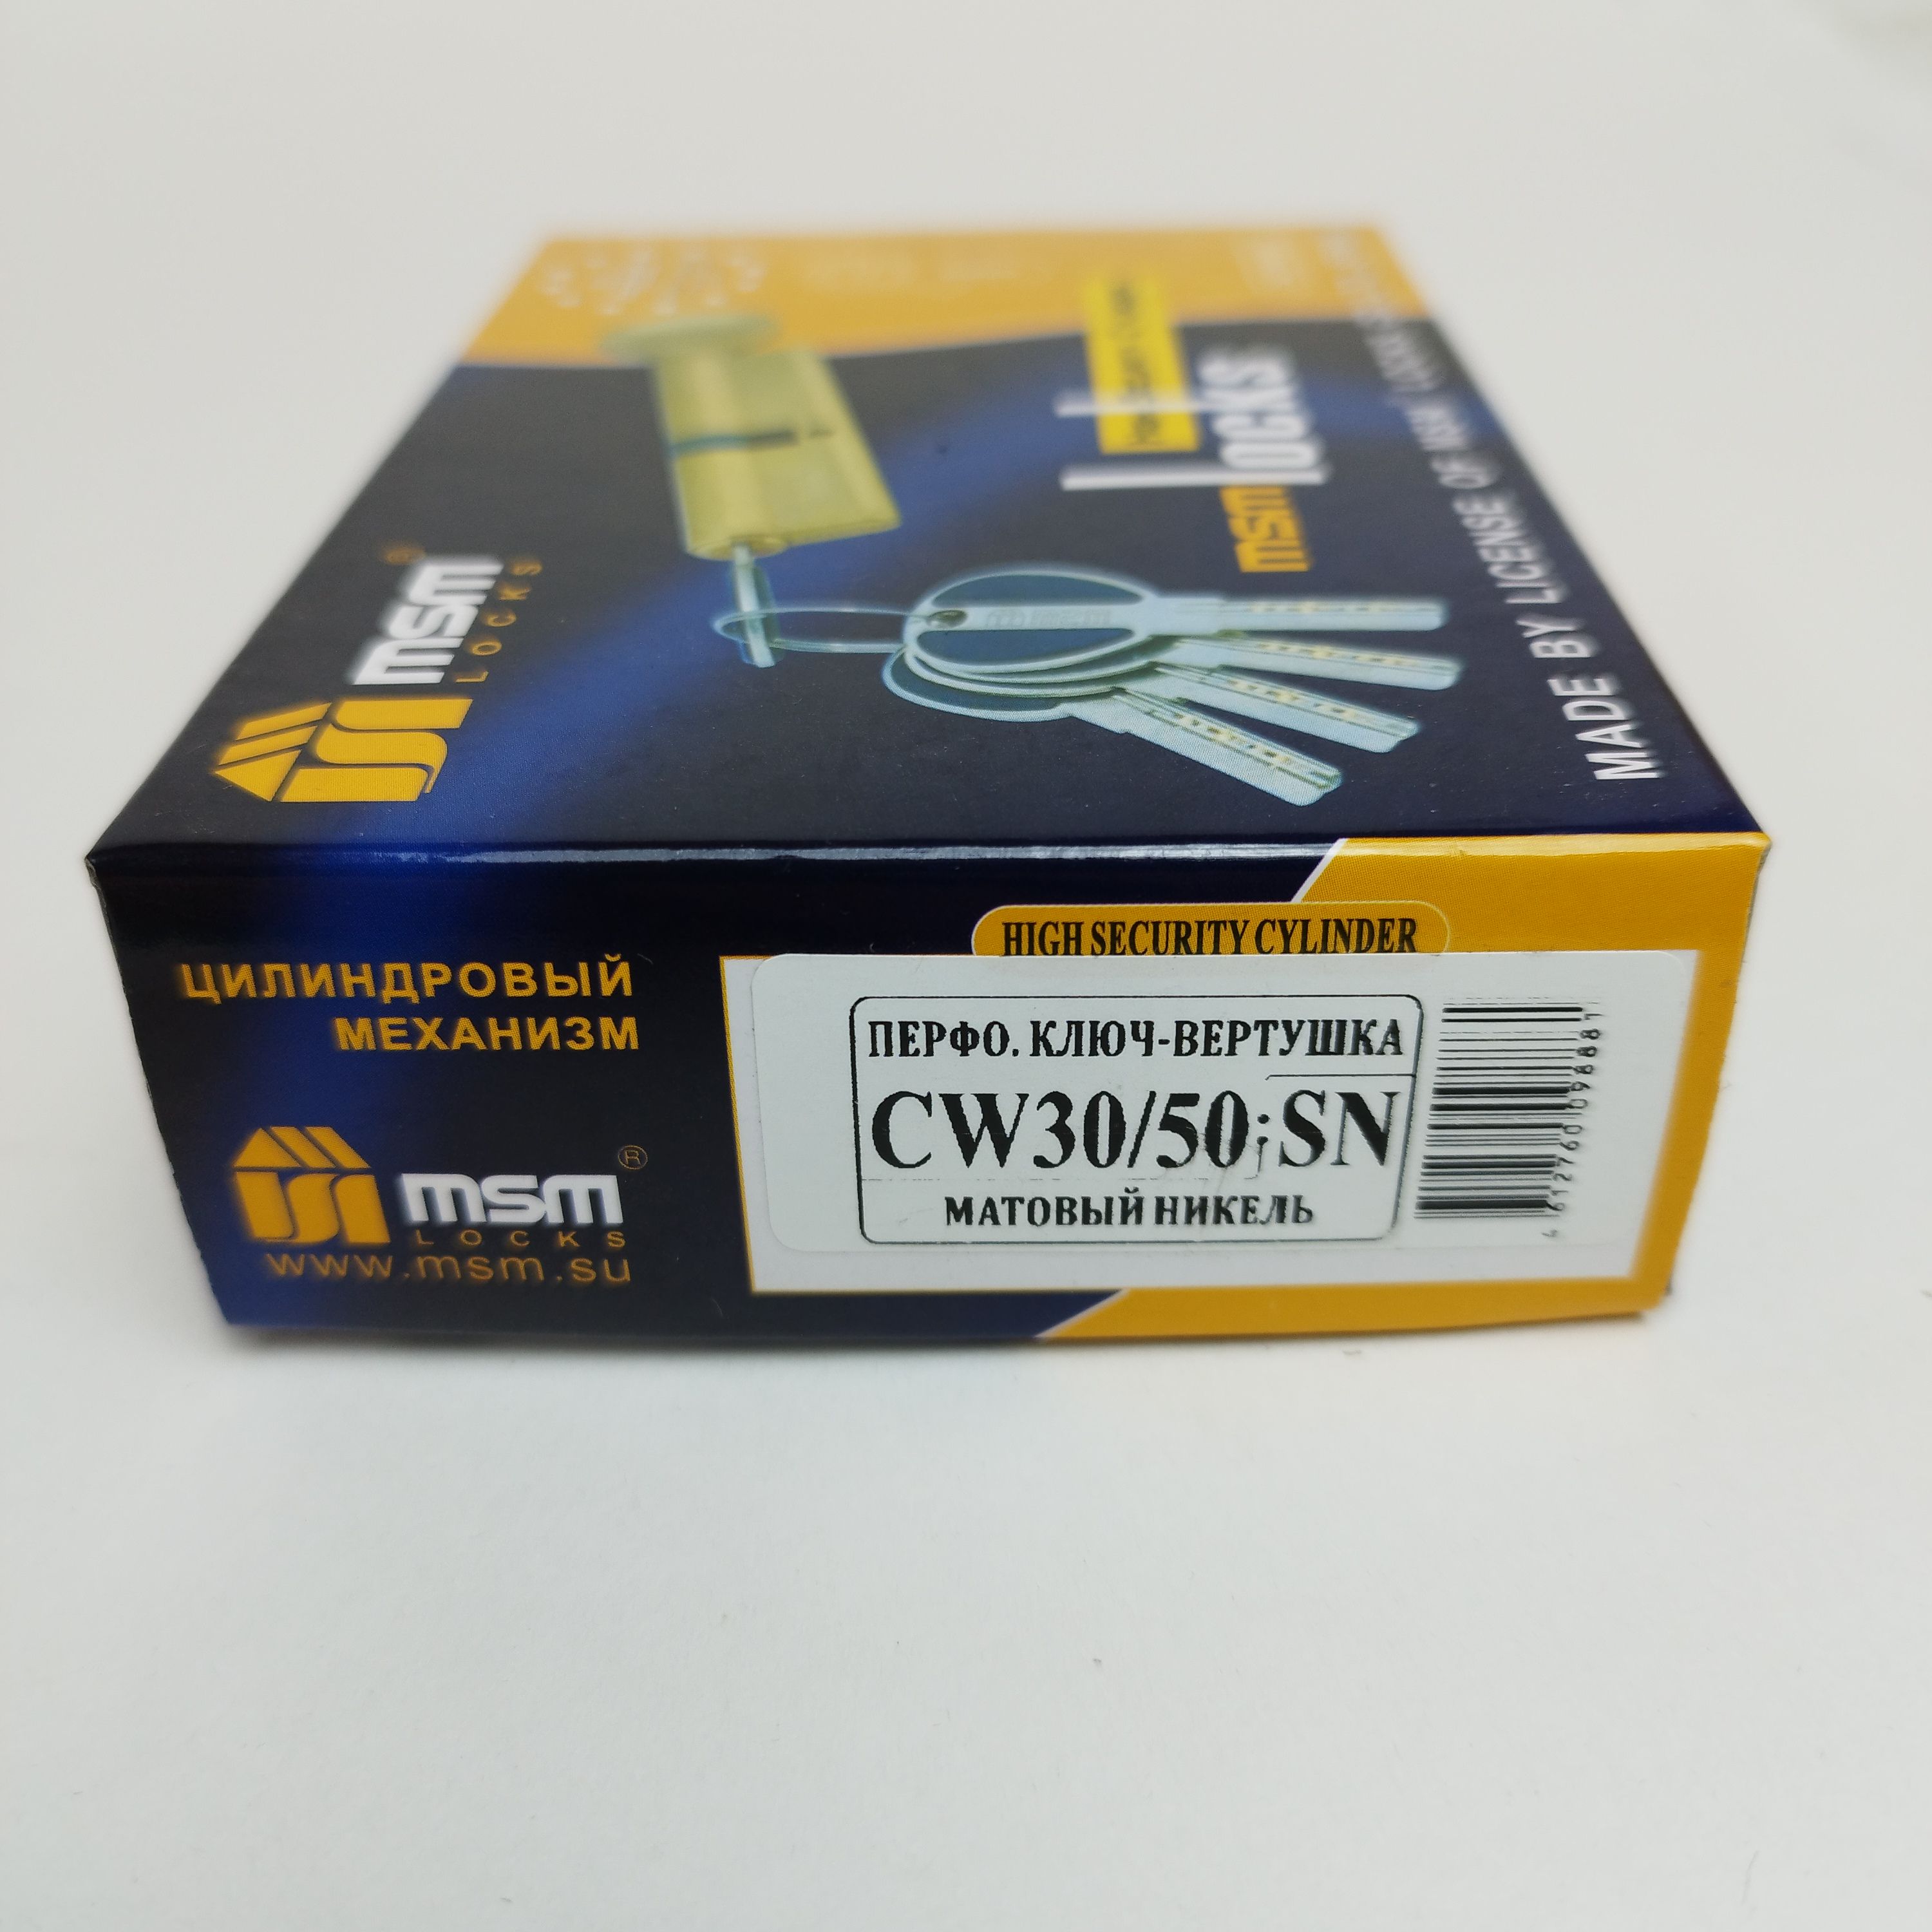 msm
LOCKS
msm
locks
MADE BY LICENSE OF MSM
HIGH SECURITY CYLINDER
ЦИЛИНДРОВЫЙ
МЕХАНИЗМ
msm®
LOCKS
www.msm.su
ПЕРФО. КЛЮЧ-ВЕРТУШКА
CW30/50;SN
МАТОВЫЙ НИКЕЛЬ